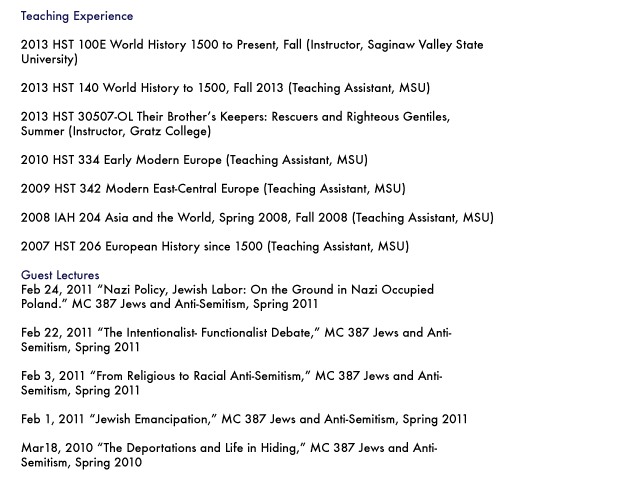 Teaching Experience
2013 HST 100E World History 1500 to Present, Fall (Instructor, Saginaw Valley State
University)
2013 HST 140 World History to 1500, Fall 2013 (Teaching Assistant, MSU)
2013 HST 30507-OL Their Brother's Keepers: Rescuers and Righteous Gentiles,
Summer (Instructor, Gratz College)
2010 HST 334 Early Modern Europe (Teaching Assistant, MSU)
2009 HST 342 Modern East-Central Europe (Teaching Assistant, MSU)
2008 IAH 204 Asia and the World, Spring 2008, Fall 2008 (Teaching Assistant, MSU)
2007 HST 206 European History since 1500 (Teaching Assistant, MSU)
Guest Lectures
Feb 24, 2011 “Nazi Policy, Jewish Labor: On the Ground in Nazi Occupied
Poland.” MC 387 Jews and Anti-Semitism, Spring 2011
Feb 22, 2011 “The Intentionalist- Functionalist Debate,” MC 387 Jews and Anti-
Semitism, Spring 2011
Feb 3, 2011 “From Religious to Racial Anti-Semitism,” MC 387 Jews and Anti-
Semitism, Spring 2011
Feb 1, 2011 “Jewish Emancipation,” MC 387 Jews and Anti-Semitism, Spring 2011
Mar18, 2010 “The Deportations and Life in Hiding,” MC 387 Jews and Anti-
Semitism, Spring 2010